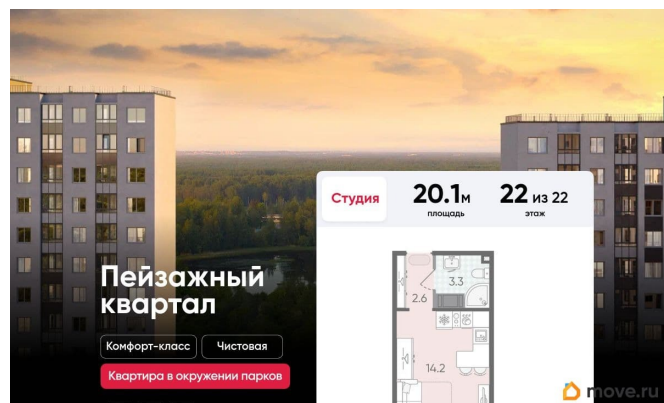 Студия
20.1м
площадь
22 из 22
этаж
3.3
2.6
14.2
Пейзажный
квартал
Комфорт-класс
Чистовая
Квартира в окружении парков
move.ru